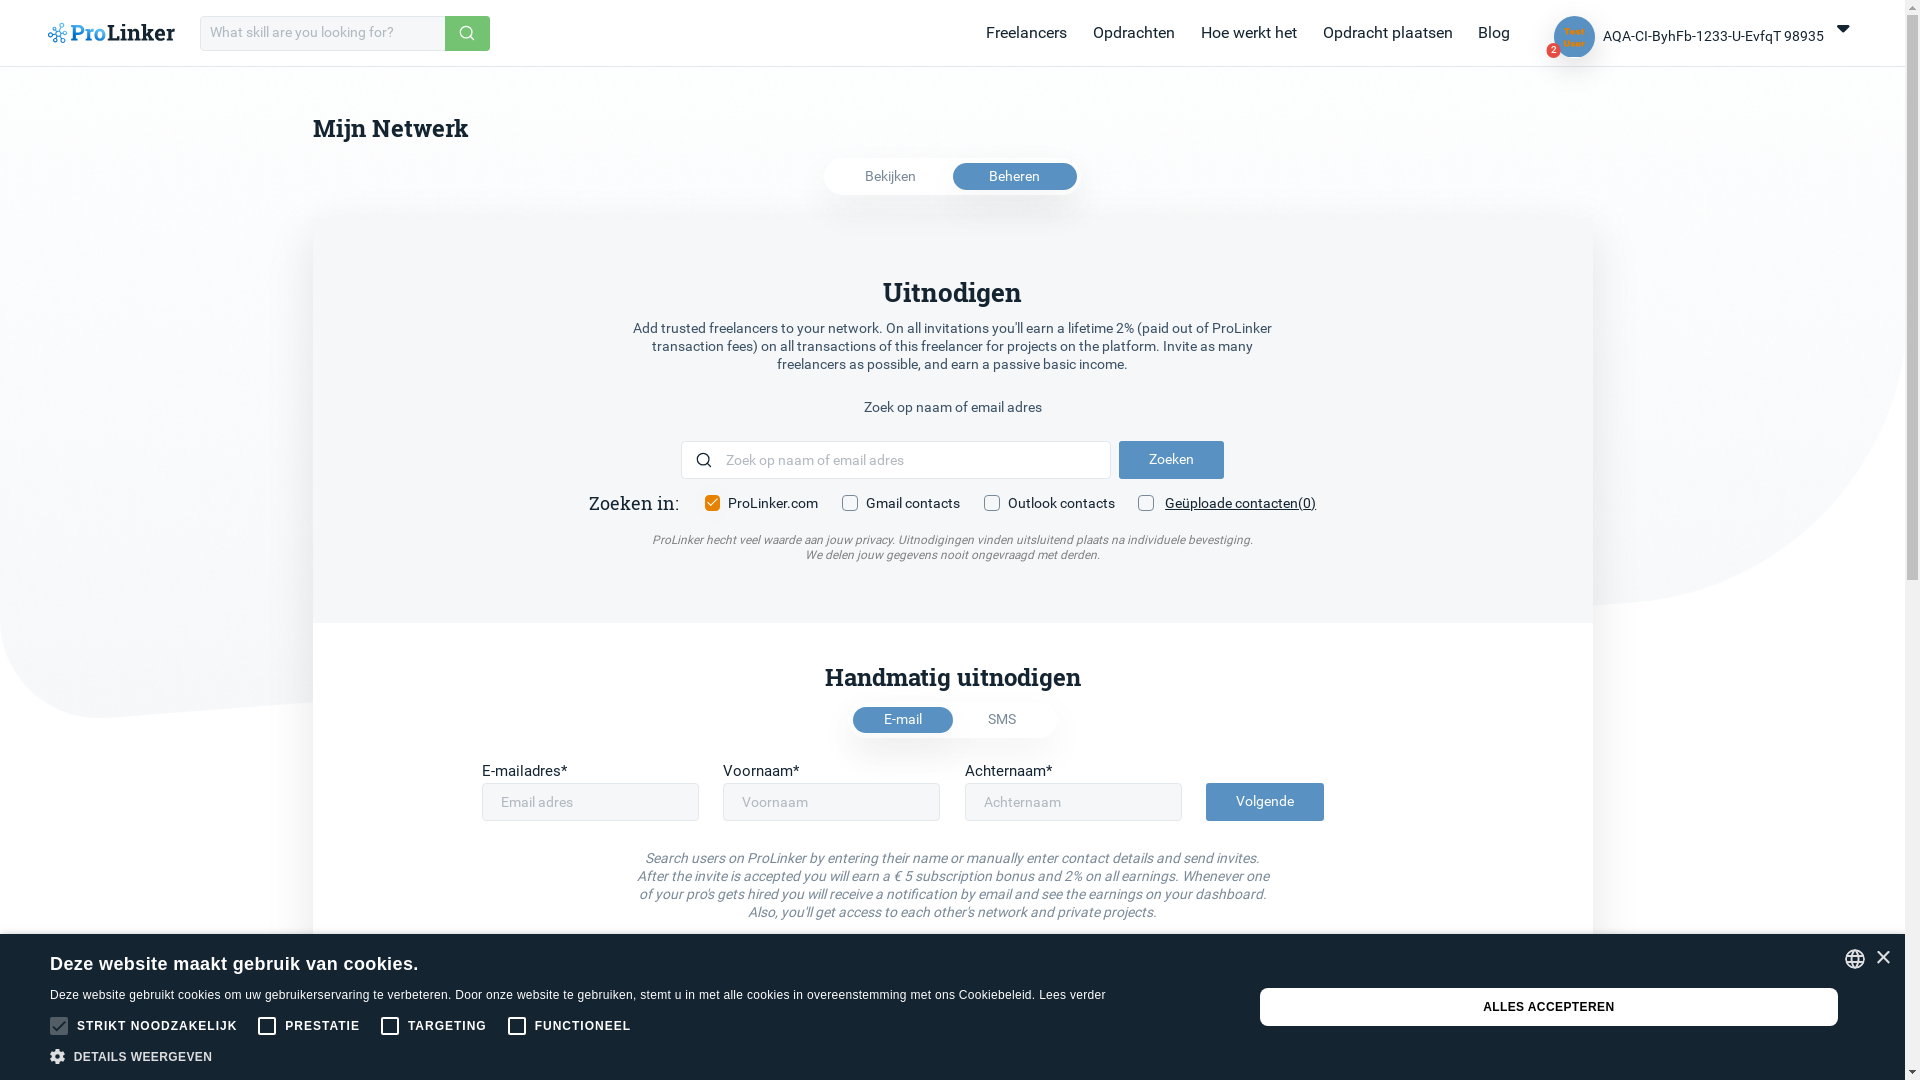 ProLinker
What skill are you looking for?
Freelancers
Opdrachten
Hoe werkt het
Opdracht plaatsen
Blog
2
AQA-CI-ByhFb-1233-U-EvfqT 98935
Mijn Netwerk
Bekijken
Beheren
Uitnodigen
Add trusted freelancers to your network. On all invitations you'll earn a lifetime 2% (paid out of ProLinker
transaction fees) on all transactions of this freelancer for projects on the platform. Invite as many
freelancers as possible, and earn a passive basic income.
Zoek op naam of email adres
Zoek op naam of email adres
Zoeken
Zoeken in:
ProLinker.com
Gmail contacts
Outlook contacts
Geüploade contacten(0)
ProLinker hecht veel waarde aan jouw privacy. Uitnodigingen vinden uitsluitend plaats na individuele bevestiging.
We delen jouw gegevens nooit ongevraagd met derden.
Handmatig uitnodigen
E-mail
SMS
E-mailadres*
Voornaam*
Achternaam*
Email adres
Voornaam
Achternaam
Volgende
Search users on ProLinker by entering their name or manually enter contact details and send invites.
After the invite is accepted you will earn a € 5 subscription bonus and 2% on all earnings. Whenever one
of your pro's gets hired you will receive a notification by email and see the earnings on your dashboard.
Also, you'll get access to each other's network and private projects.
Deze website maakt gebruik van cookies.
Deze website gebruikt cookies om uw gebruikerservaring te verbeteren. Door onze website te gebruiken, stemt u in met alle cookies in overeenstemming met ons Cookiebeleid. Lees verder
STRIKT NOODZAKELIJK
PRESTATIE
TARGETING
FUNCTIONEEL
DETAILS WEERGEVEN
ALLES ACCEPTEREN
×